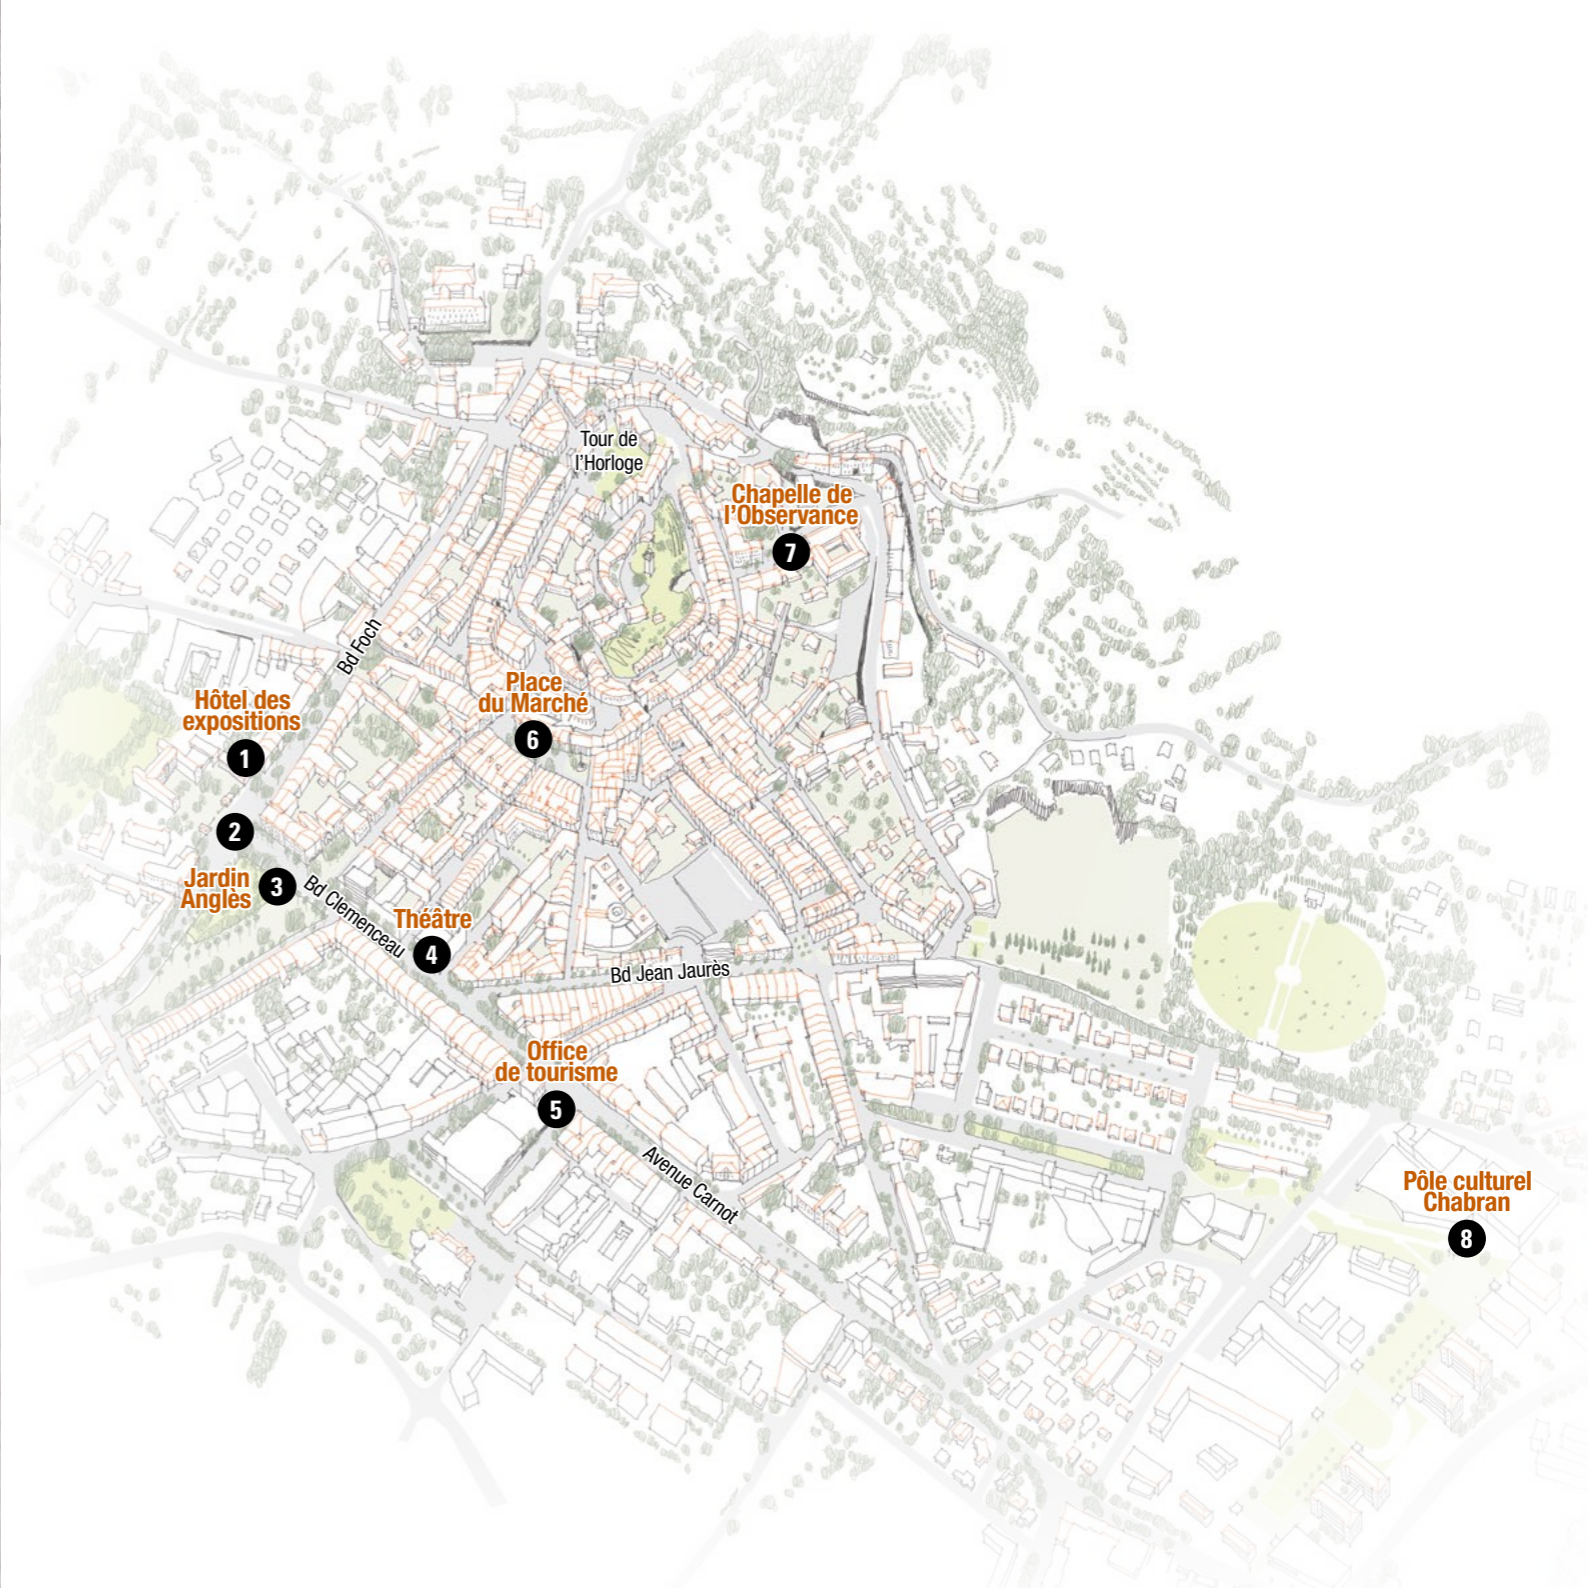 Tour de
l'Horloge
Chapelle de
l'Observance
7
Bd Foch
Place
du Marché
6
Hôtel des
expositions
1
2
Jardin
Anglès
3
Bd Clemenceau
Théâtre
4
Bd Jean Jaurès
Office
de tourisme
5
Avenue Carnot
Pôle culturel
Chabran
8